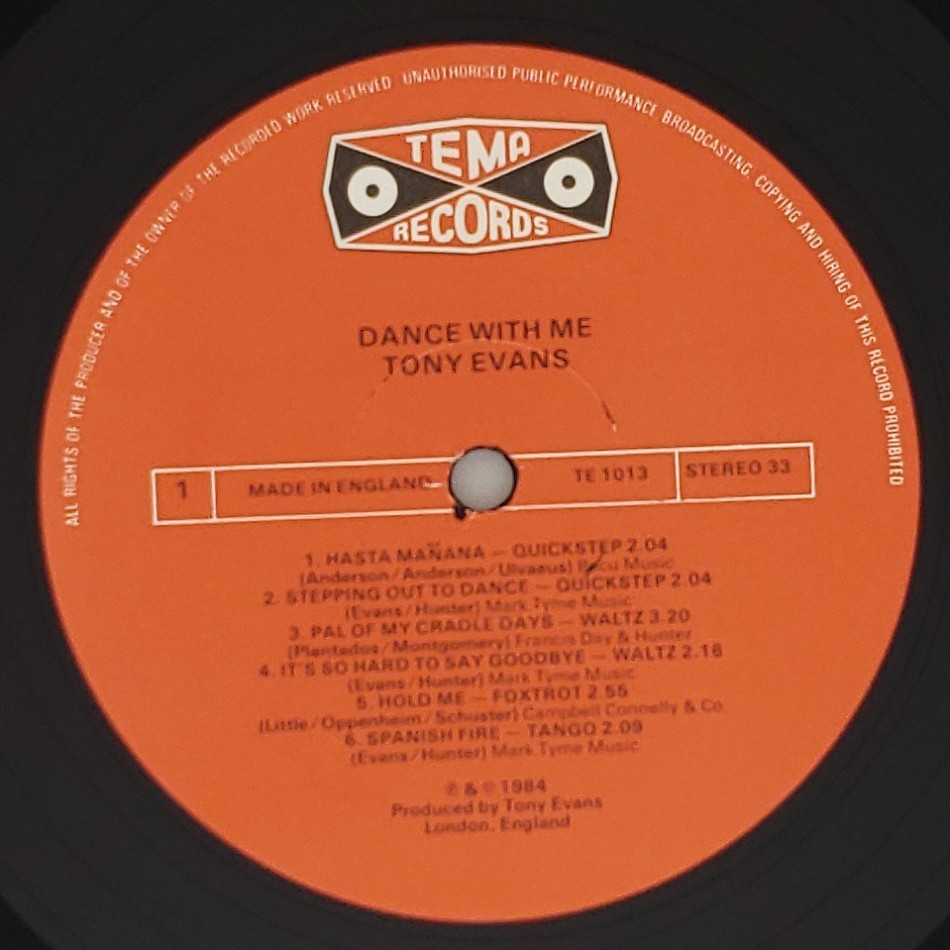 ALL RIGHTS OF THE PRODUCER AND OF THE OWNER OF THE RECORDED WORK RESERVED UNAUTHORISED PUBLIC PERFORMANCE BROADCASTING, COPYING AND HIRING OF THIS RECORD PROHIBITED
TEMA
RECORDS
DANCE WITH ME
TONY EVANS
1 MADE IN ENGLAND TE 1013 STEREO 33
1. HASTA MAÑANA — QUICKSTEP 2.04
(Anderson/Anderson/Ulvaeus) Music
2. STEPPING OUT TO DANCE — QUICKSTEP 2.04
(Evans/Hunter) Mark Tyme Music
3. PAL OF MY CRADLE DAYS — WALTZ 3.20
(Plantados/Montgomery) Francis Day & Hunter
4. IT'S SO HARD TO SAY GOODBYE — WALTZ 2.18
(Evans/Hunter) Mark Tyme Music
5. HOLD ME — FOXTROT 2.55
(Little/Oppenheim/Schuster) Campbell Connelly & Co
6. SPANISH FIRE — TANGO 2.09
(Evans/Hunter) Mark Tyme Music
℗ & © 1984
Produced by Tony Evans
London, England